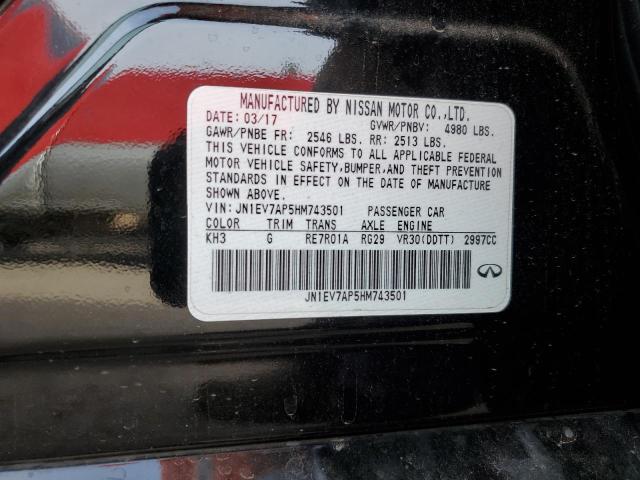 MANUFACTURED BY NISSAN MOTOR CO.,LTD.
DATE: 03/17 GVWR/PNBV: 4980 LBS.
GAWR/PNBE FR: 2546 LBS. RR: 2513 LBS.
THIS VEHICLE CONFORMS TO ALL APPLICABLE FEDERAL
MOTOR VEHICLE SAFETY,BUMPER,AND THEFT PREVENTION
STANDARDS IN EFFECT ON THE DATE OF MANUFACTURE
SHOWN ABOVE.
VIN: JN1EV7AP5HM743501 PASSENGER CAR
COLOR TRIM TRANS AXLE ENGINE
KH3 G RE7R01A RG29 VR30(DDTT) 2997CC
JN1EV7AP5HM743501